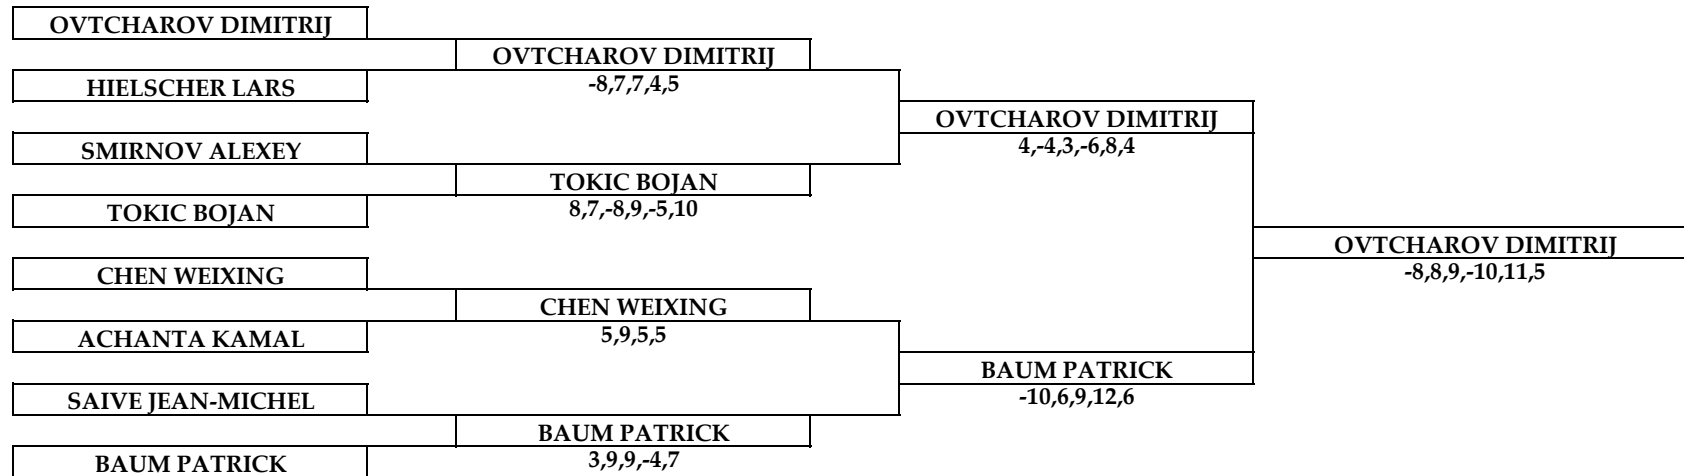 OVTCHAROV DIMITRIJ
HIELSCHER LARS
SMIRNOV ALEXEY
TOKIC BOJAN
CHEN WEIXING
ACHANTA KAMAL
SAIVE JEAN-MICHEL
BAUM PATRICK
OVTCHAROV DIMITRIJ
-8,7,7,4,5
TOKIC BOJAN
8,7,-8,9,-5,10
CHEN WEIXING
5,9,5,5
BAUM PATRICK
3,9,9,-4,7
OVTCHAROV DIMITRIJ
4,-4,3,-6,8,4
BAUM PATRICK
-10,6,9,12,6
OVTCHAROV DIMITRIJ
-8,8,9,-10,11,5